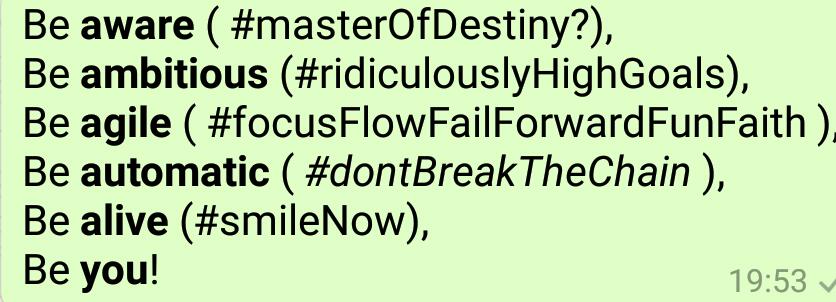 Be aware ( #masterOfDestiny?),
Be ambitious (#ridiculouslyHighGoals),
Be agile ( #focusFlowFailForwardFunFaith ),
Be automatic ( #dontBreakTheChain ),
Be alive (#smileNow),
Be you!
19:53